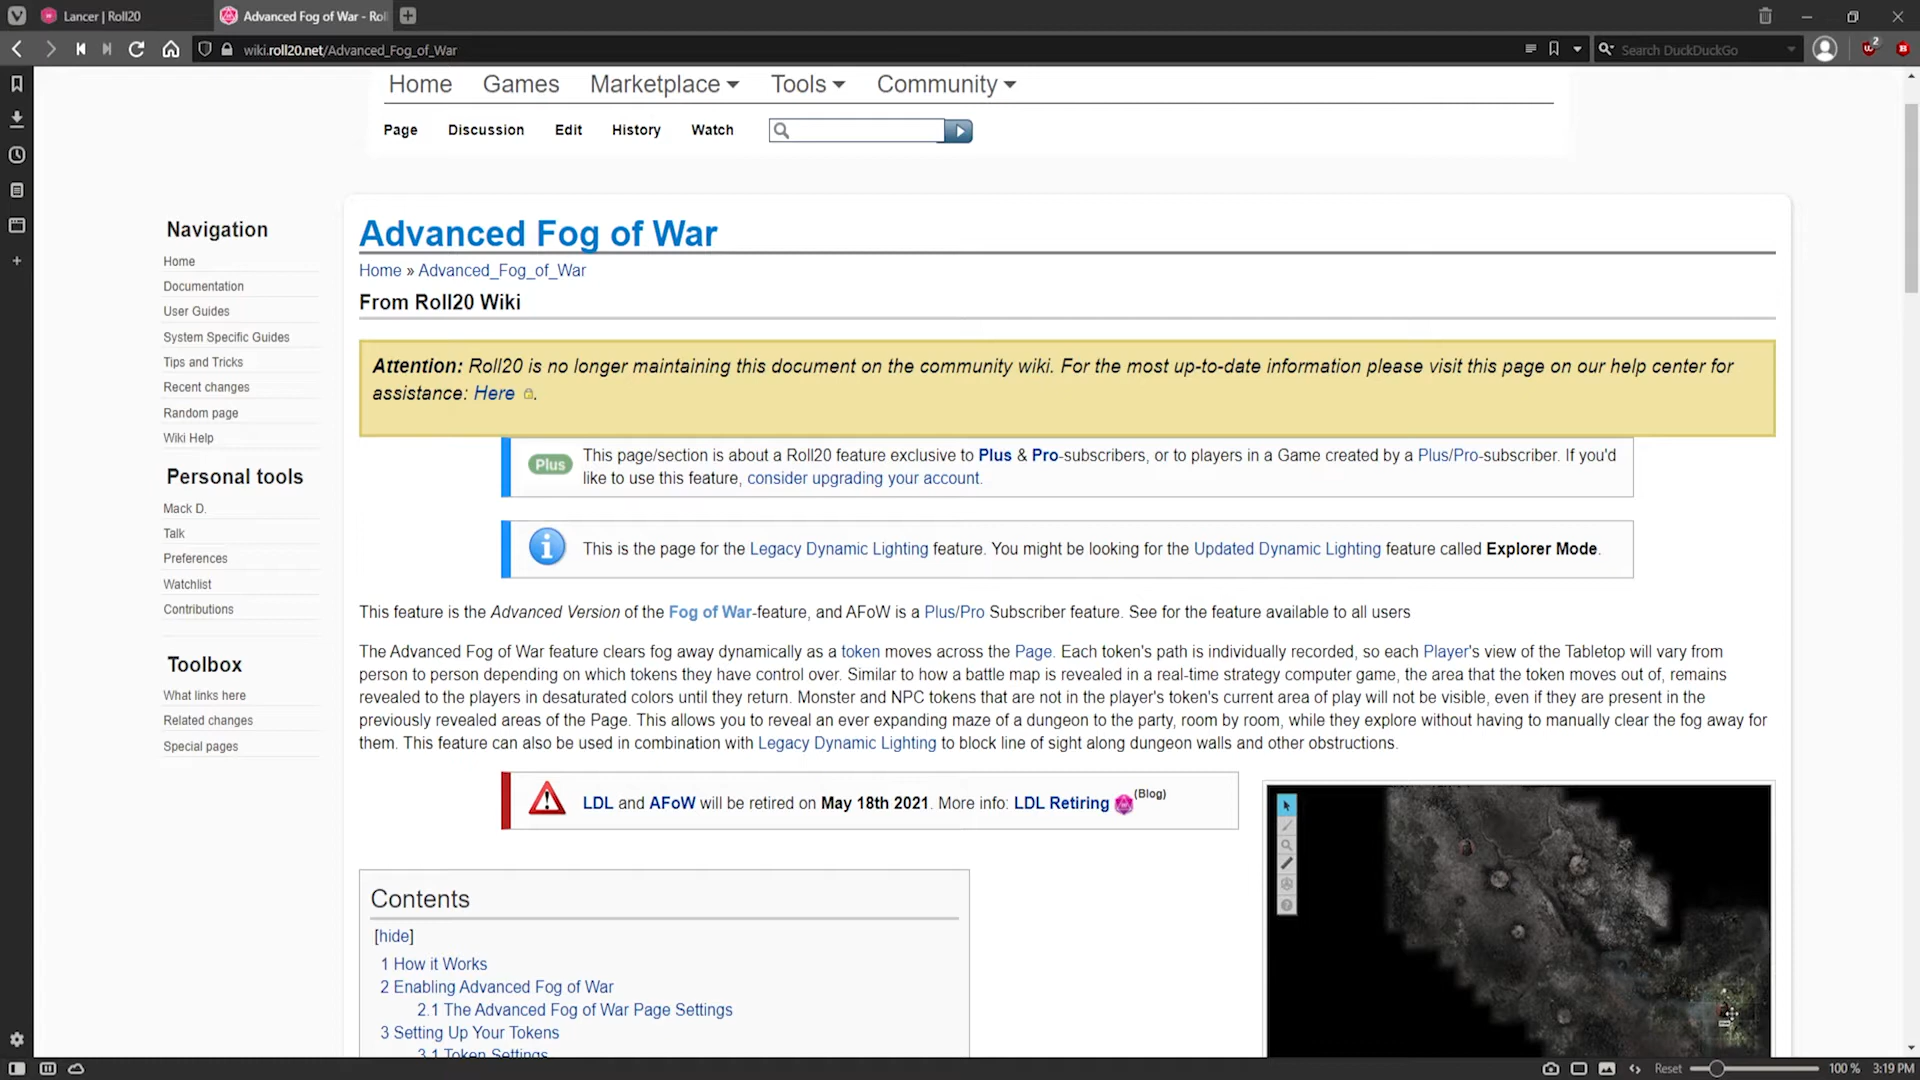 Lancer | Roll20
Advanced Fog of War - Rol
wiki.roll20.net/Advanced_Fog_of_War
Search DuckDuckGo
2
Home Games Marketplace Tools Community
Page Discussion Edit History Watch
Navigation
Home
Documentation
User Guides
System Specific Guides
Tips and Tricks
Recent changes
Random page
Wiki Help
Personal tools
Mack D.
Talk
Preferences
Watchlist
Contributions
Toolbox
What links here
Related changes
Special pages
Advanced Fog of War
Home » Advanced_Fog_of_War
From Roll20 Wiki
Attention: Roll20 is no longer maintaining this document on the community wiki. For the most up-to-date information please visit this page on our help center for
assistance: Here .
Plus
This page/section is about a Roll20 feature exclusive to Plus & Pro-subscribers, or to players in a Game created by a Plus/Pro-subscriber. If you'd
like to use this feature, consider upgrading your account.
This is the page for the Legacy Dynamic Lighting feature. You might be looking for the Updated Dynamic Lighting feature called Explorer Mode.
This feature is the Advanced Version of the Fog of War-feature, and AFoW is a Plus/Pro Subscriber feature. See for the feature available to all users
The Advanced Fog of War feature clears fog away dynamically as a token moves across the Page. Each token's path is individually recorded, so each Player's view of the Tabletop will vary from
person to person depending on which tokens they have control over. Similar to how a battle map is revealed in a real-time strategy computer game, the area that the token moves out of, remains
revealed to the players in desaturated colors until they return. Monster and NPC tokens that are not in the player's token's current area of play will not be visible, even if they are present in the
previously revealed areas of the Page. This allows you to reveal an ever expanding maze of a dungeon to the party, room by room, while they explore without having to manually clear the fog away for
them. This feature can also be used in combination with Legacy Dynamic Lighting to block line of sight along dungeon walls and other obstructions.
LDL and AFoW will be retired on May 18th 2021. More info: LDL Retiring (Blog)
Contents
[hide]
1 How it Works
2 Enabling Advanced Fog of War
2.1 The Advanced Fog of War Page Settings
3 Setting Up Your Tokens
3.1 Token Settings
Reset 100 % 3:19 PM